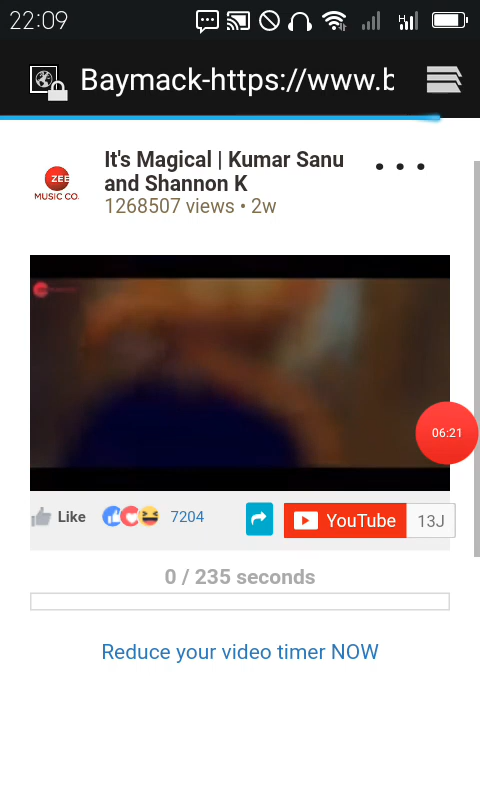 22:09
Baymack-https://www.b
ZEE
MUSIC CO.
It's Magical | Kumar Sanu
and Shannon K
1268507 views • 2w
06:21
Like
7204
YouTube
13J
0 / 235 seconds
Reduce your video timer NOW